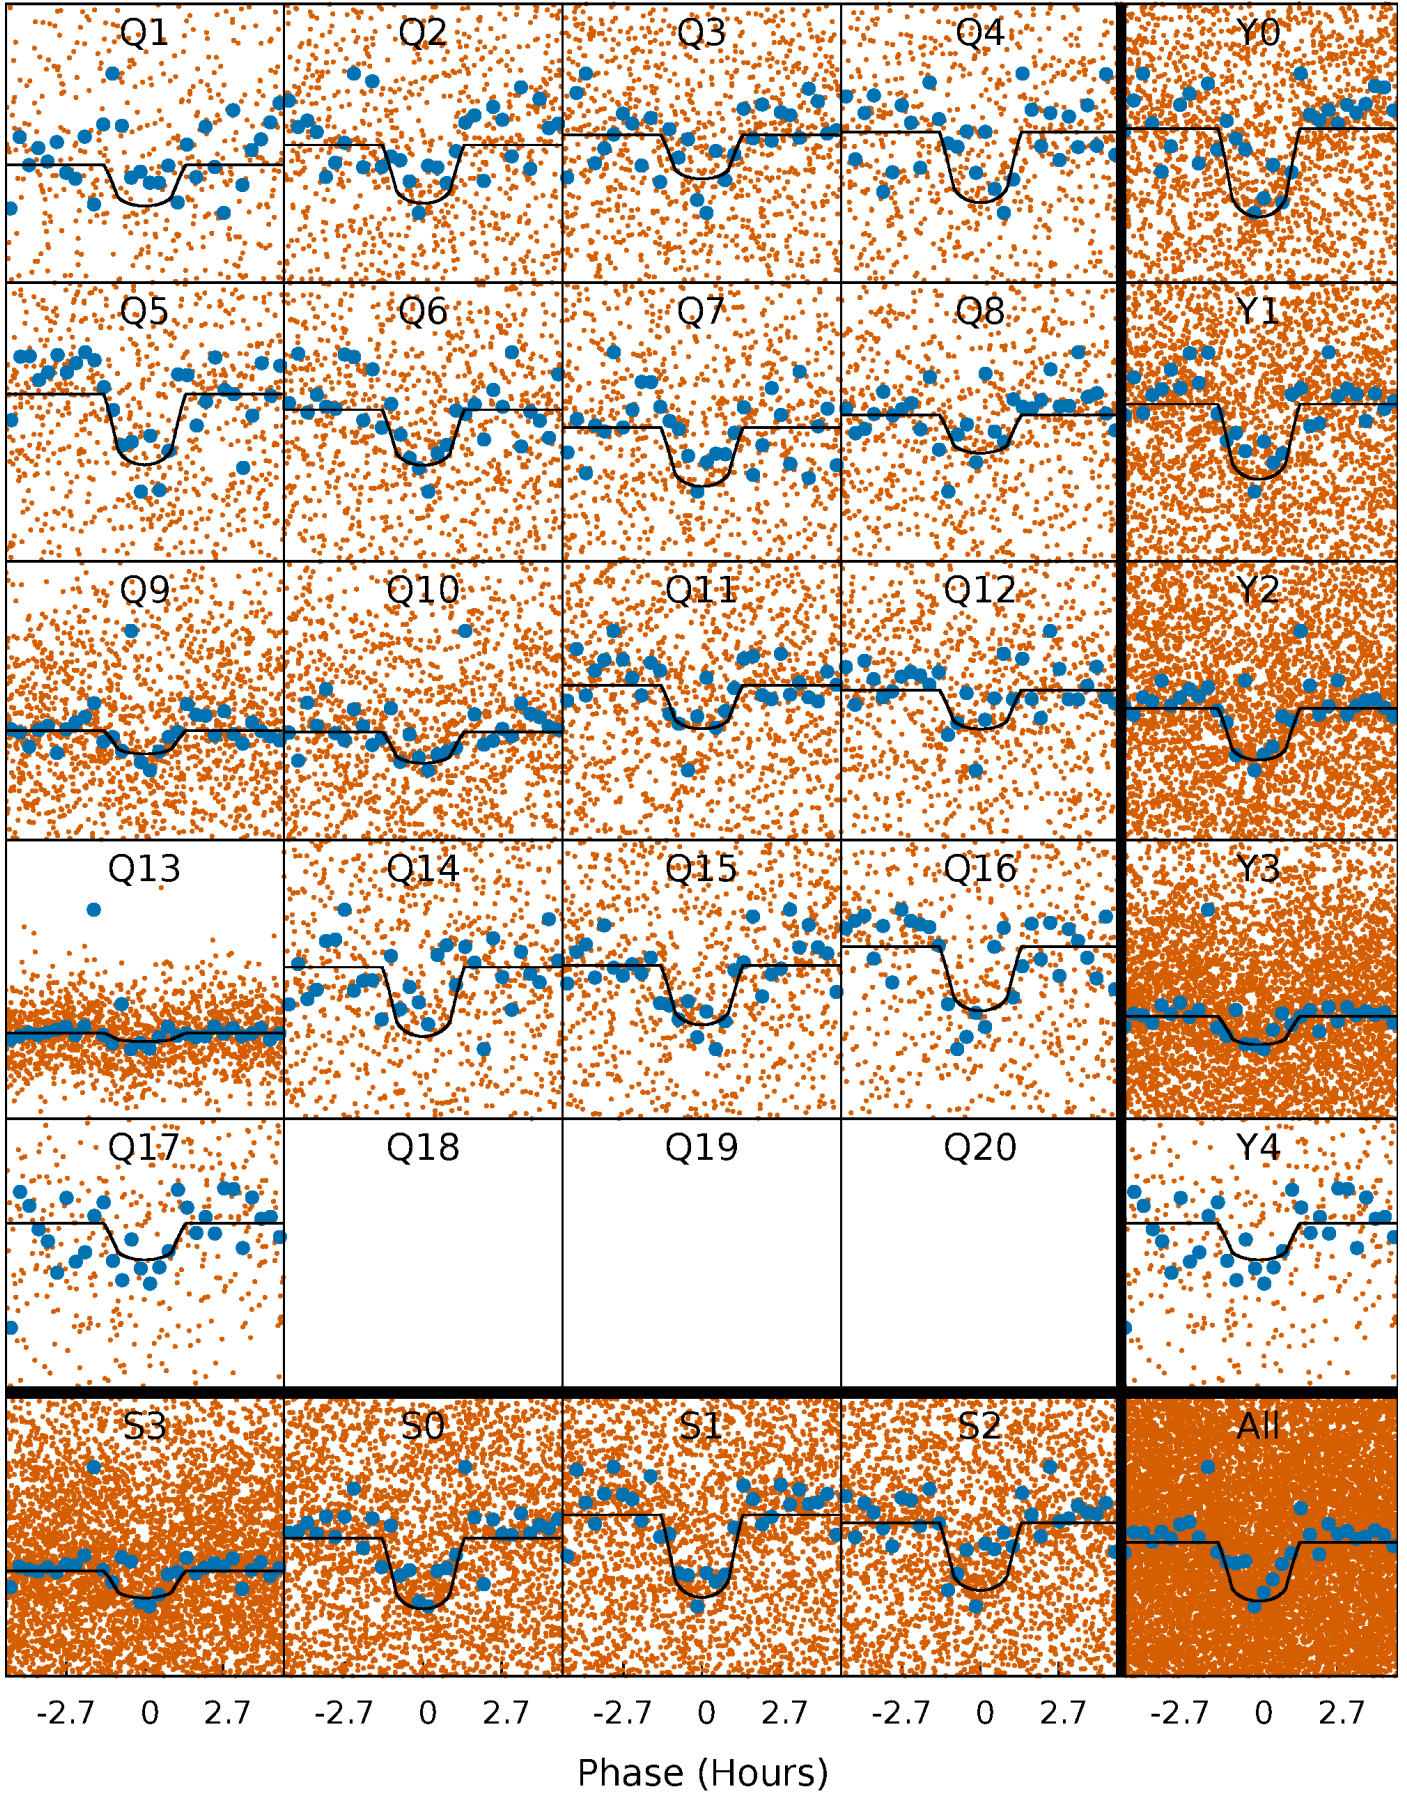 Q1 Q2 Q3 Q4 Y0
Q5 Q6 Q7 Q8 Y1
Q9 Q10 Q11 Q12 Y2
Q13 Q14 Q15 Q16 Y3
Q17 Q18 Q19 Q20 Y4
S3 S0 S1 S2 All
-2.7 0 2.7 -2.7 0 2.7 -2.7 0 2.7 -2.7 0 2.7 -2.7 0 2.7
Phase (Hours)